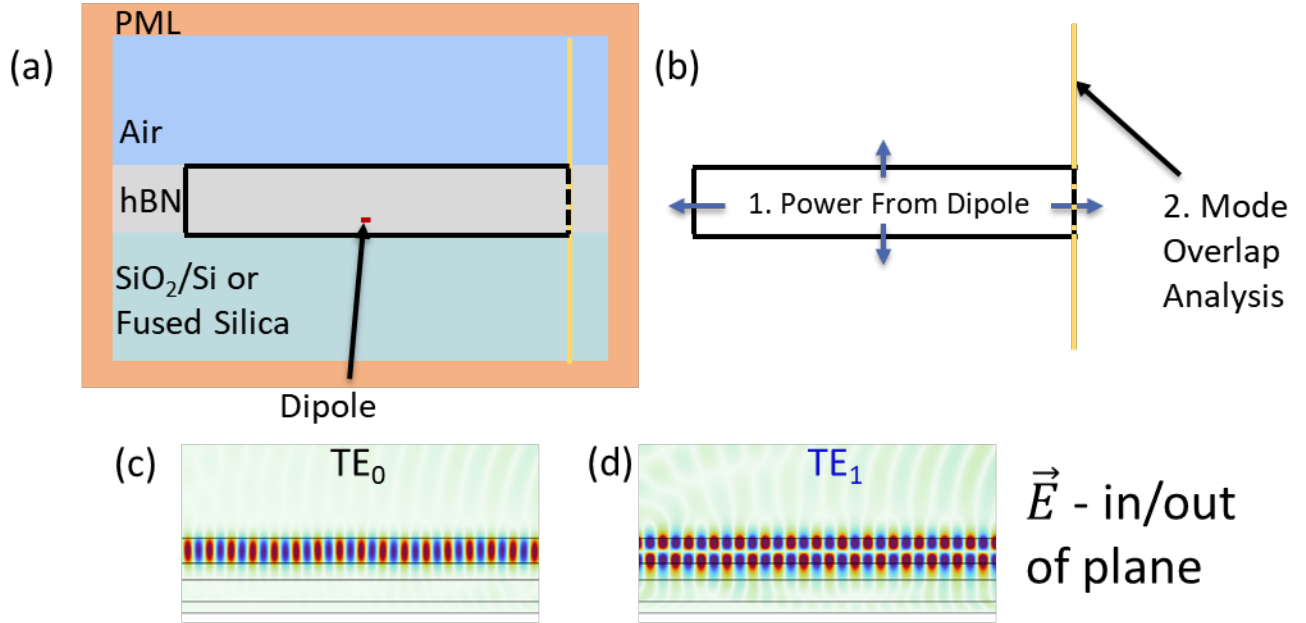 PML
(a)
Air
hBN
SiO₂/Si or
Fused Silica
Dipole
(b)
1. Power From Dipole
2. Mode
Overlap
Analysis
(c)
TE₀
(d)
TE₁
E⃗ - in/out
of plane